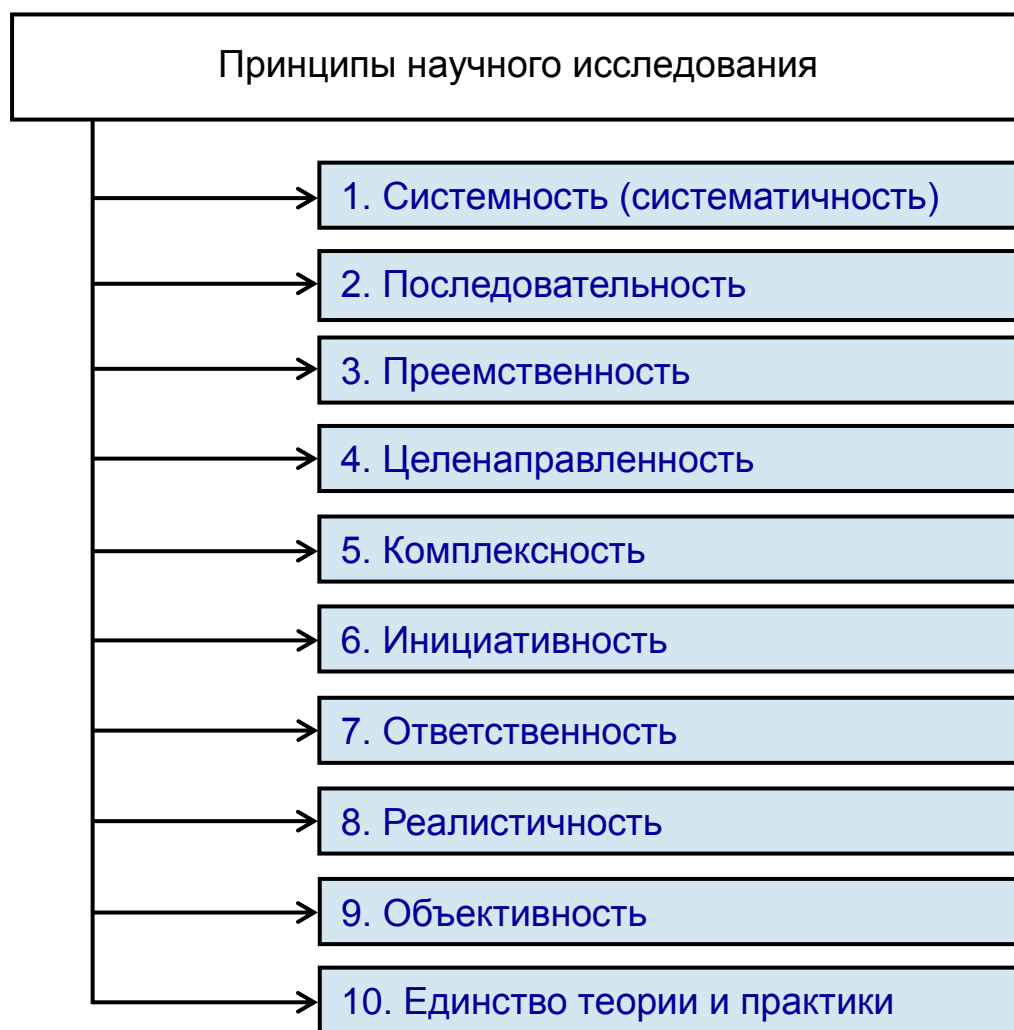 Принципы научного исследования
1. Системность (систематичность)
2. Последовательность
3. Преемственность
4. Целенаправленность
5. Комплексность
6. Инициативность
7. Ответственность
8. Реалистичность
9. Объективность
10. Единство теории и практики